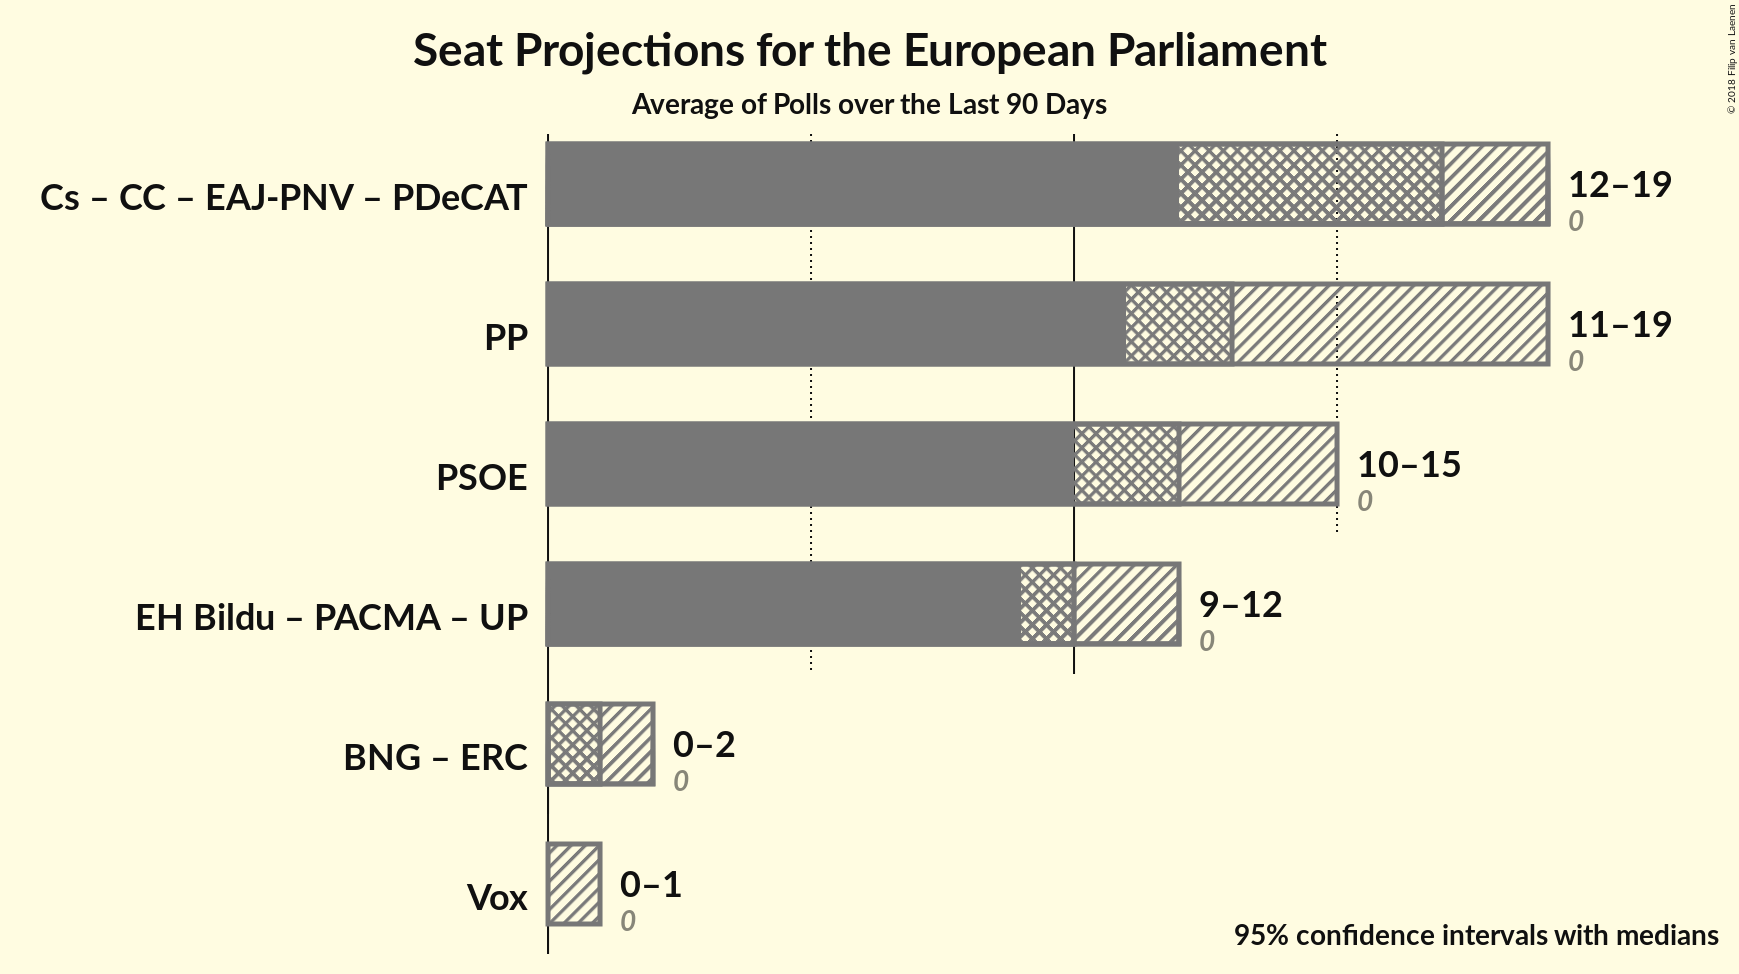 Seat Projections for the European Parliament
Average of Polls over the Last 90 Days
© 2018 Filip van Laenen
Cs – CC – EAJ-PNV – PDeCAT
12–19
0
PP
11–19
0
PSOE
10–15
0
EH Bildu – PACMA – UP
9–12
0
BNG – ERC
0–2
0
Vox
0–1
0
95% confidence intervals with medians